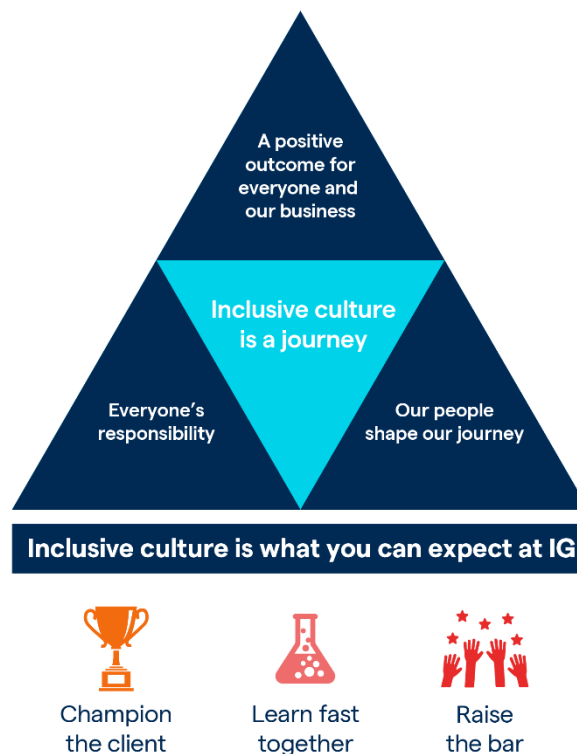 A positive
outcome for
everyone and
our business
Inclusive culture
is a journey
Everyone’s
responsibility
Our people
shape our journey
Inclusive culture is what you can expect at IG
Champion
the client
Learn fast
together
Raise
the bar